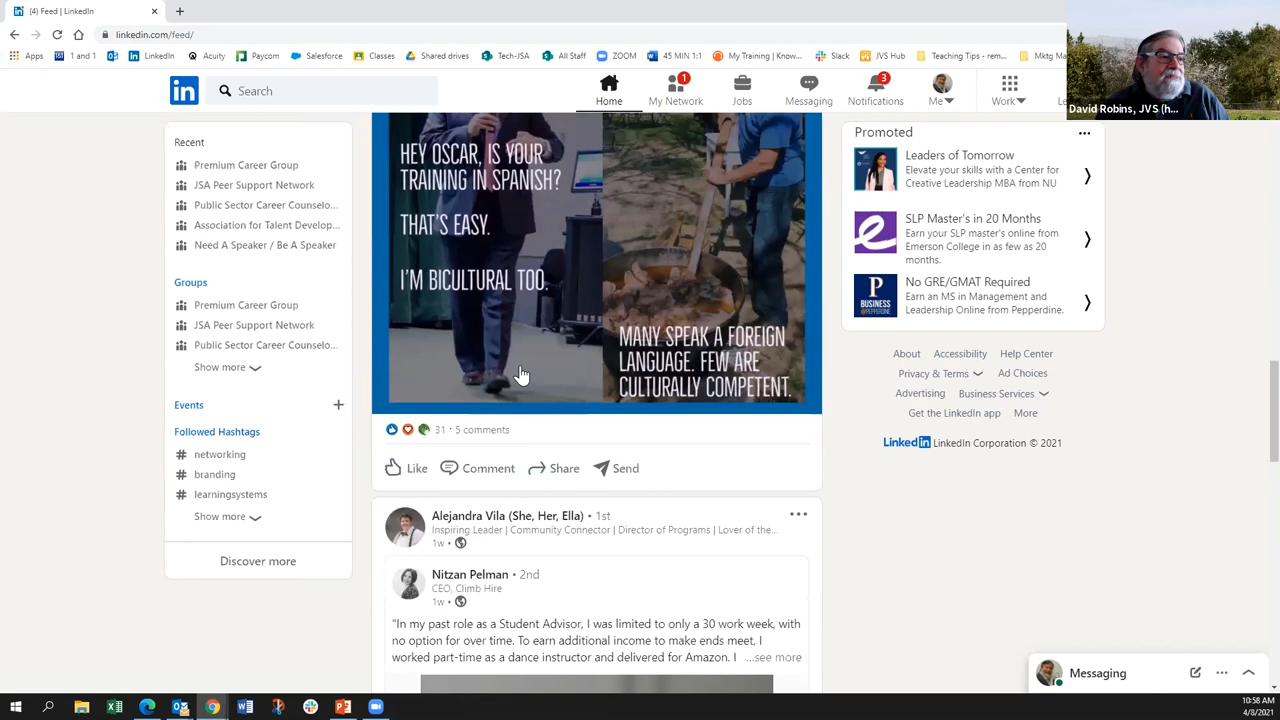 (4) Feed | LinkedIn
linkedin.com/feed/
Apps
1 and 1
LinkedIn
Acuity
Paycom
Salesforce
Classes
Shared drives
Tech-JSA
All Staff
ZOOM
45 MIN 1:1
My Training | Know...
Slack
JVS Hub
Teaching Tips - rem...
Mktg Ma
David Robins, JVS (h...
in
Search
Home
1
My Network
Jobs
Messaging
3
Notifications
Me
Work
Le
Recent
Premium Career Group
JSA Peer Support Network
Public Sector Career Counselo...
Association for Talent Develop...
Need A Speaker / Be A Speaker
Groups
Premium Career Group
JSA Peer Support Network
Public Sector Career Counselo...
Show more
Events
+
Followed Hashtags
# networking
# branding
# learningsystems
Show more
Discover more
HEY OSCAR, IS YOUR
TRAINING IN SPANISH?
THAT'S EASY.
I'M BICULTURAL TOO.
MANY SPEAK A FOREIGN
LANGUAGE. FEW ARE
CULTURALLY COMPETENT.
31 • 5 comments
Like
Comment
Share
Send
Alejandra Vila (She, Her, Ella) • 1st
Inspiring Leader | Community Connector | Director of Programs | Lover of the...
1w •
Nitzan Pelman • 2nd
CEO, Climb Hire
1w •
"In my past role as a Student Advisor, I was limited to only a 30 work week, with
no option for over time. To earn additional income to make ends meet, I
worked part-time as a dance instructor and delivered for Amazon. I ...see more
Promoted
Leaders of Tomorrow
Elevate your skills with a Center for
Creative Leadership MBA from NU
SLP Master's in 20 Months
Earn your SLP master's online from
Emerson College in as few as 20
months.
P
BUSINESS
@PEPPERDINE
No GRE/GMAT Required
Earn an MS in Management and
Leadership Online from Pepperdine.
About
Accessibility
Help Center
Privacy & Terms
Ad Choices
Advertising
Business Services
Get the LinkedIn app
More
LinkedIn LinkedIn Corporation © 2021
Messaging
10:58 AM
4/8/2021